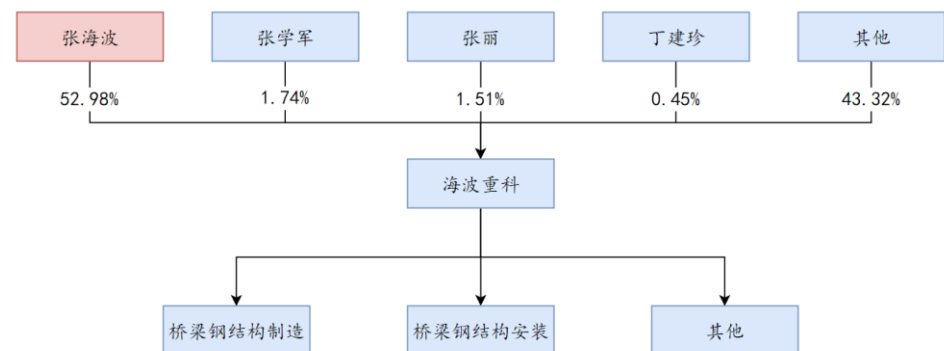 张海波
张学军
张丽
丁建珍
其他
52.98%
1.74%
1.51%
0.45%
43.32%
海波重科
桥梁钢结构制造
桥梁钢结构安装
其他